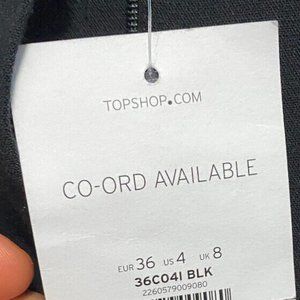 TOPSHOP.COM
CO-ORD AVAILABLE
EUR 36 US 4 UK 8
36C04I BLK
2260579009080